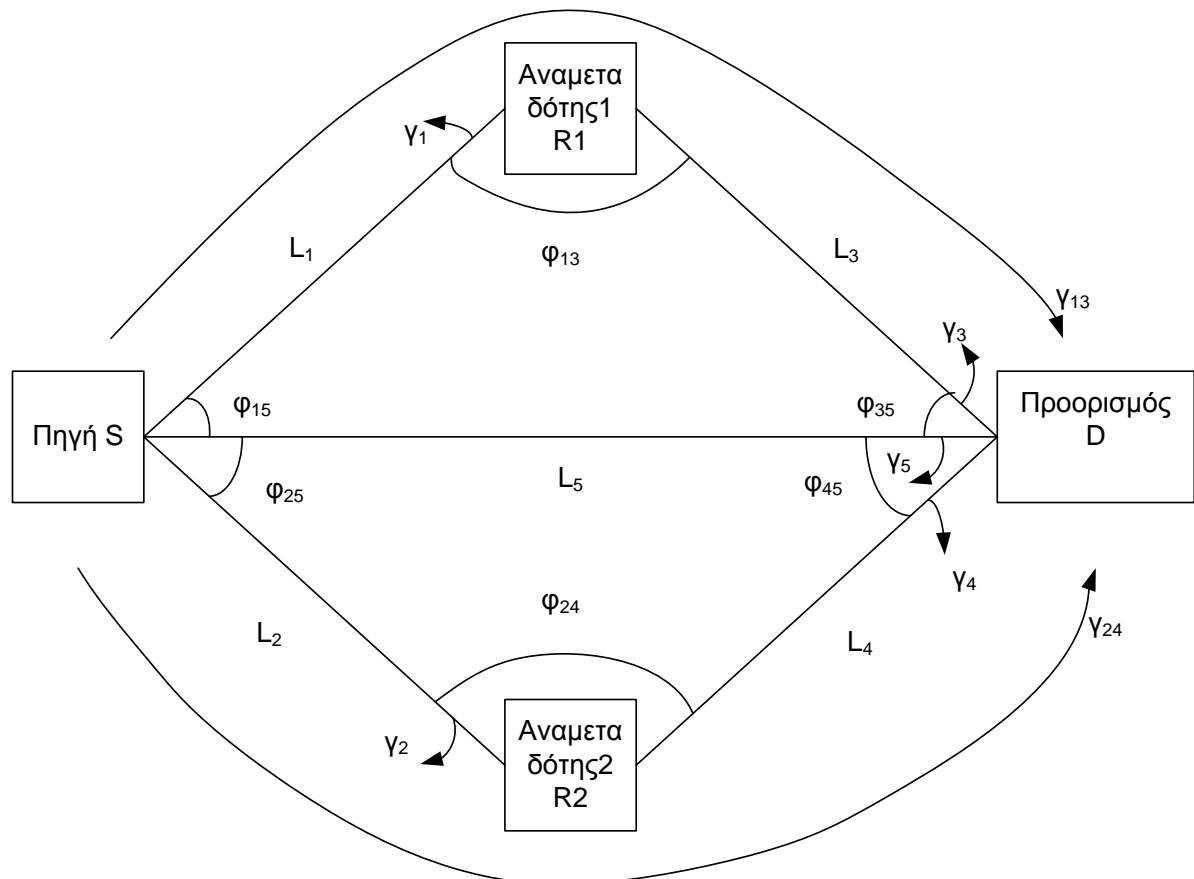 Αναμετα
δότης1
R1
γ₁
L₁
φ₁₃
L₃
γ₁₃
γ₃
Πηγή S
φ₁₅
φ₃₅
Προορισμός
D
φ₂₅
L₅
φ₄₅
γ₅
γ₄
L₂
φ₂₄
L₄
γ₂₄
γ₂
Αναμετα
δότης2
R2